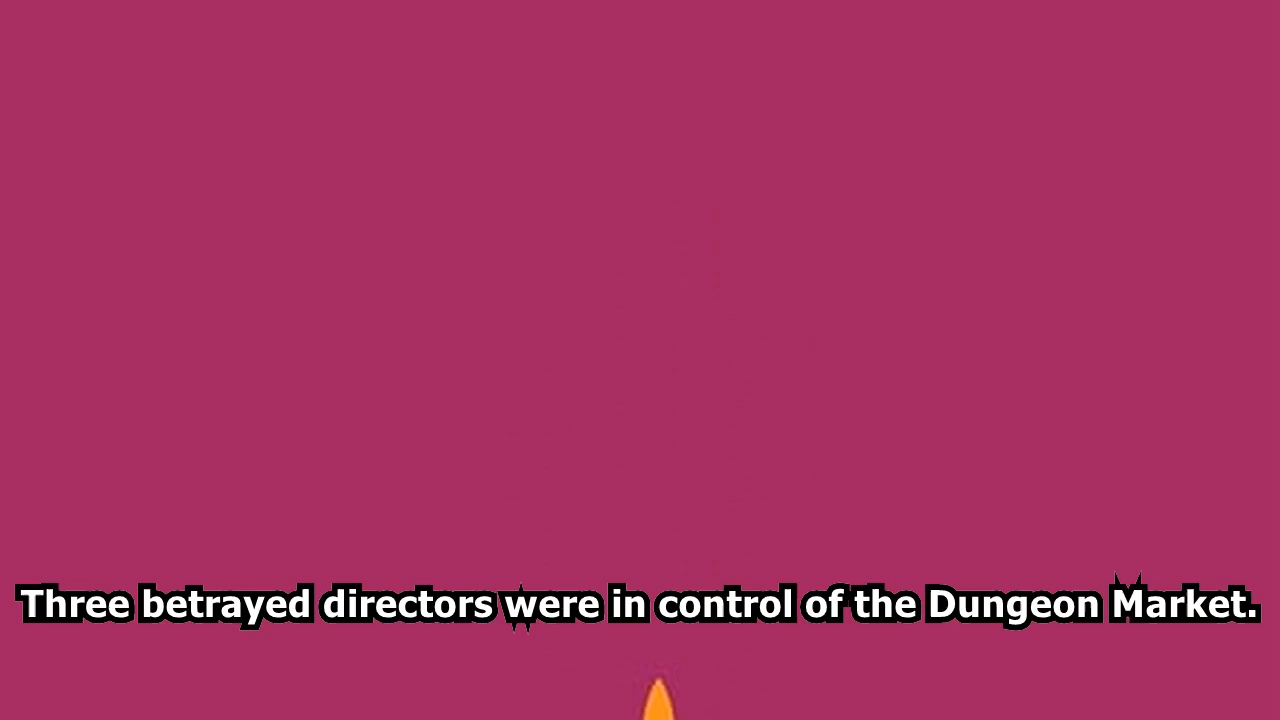 Three betrayed directors were in control of the Dungeon Market.